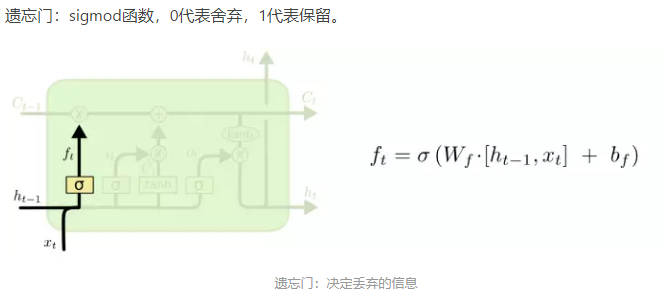 遗忘门：sigmod函数，0代表舍弃，1代表保留。
h_t
C_{t-1}
C_t
f_t
tanh
σ
σ
tanh
σ
h_{t-1}
h_t
x_t
f_t = σ (W_f · [h_{t-1}, x_t] + b_f)
遗忘门：决定丢弃的信息